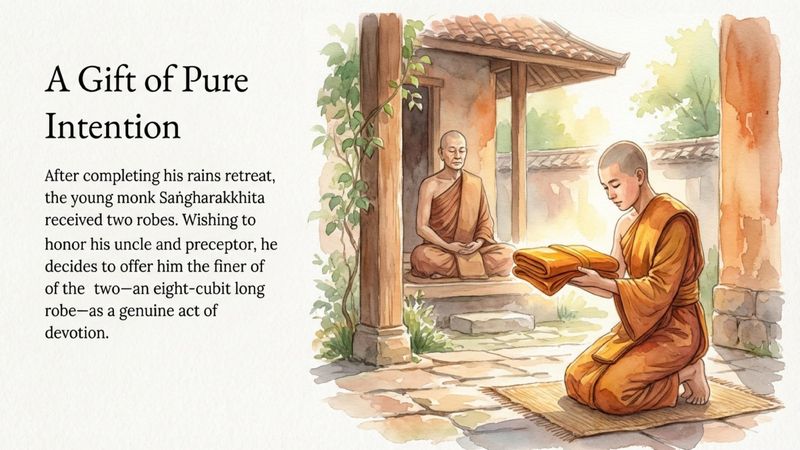 A Gift of Pure
Intention
After completing his rains retreat,
the young monk Saṅgharakkhita
received two robes. Wishing to
honor his uncle and preceptor, he
decides to offer him the finer of
of the  two—an eight-cubit long
robe—as a genuine act of
devotion.